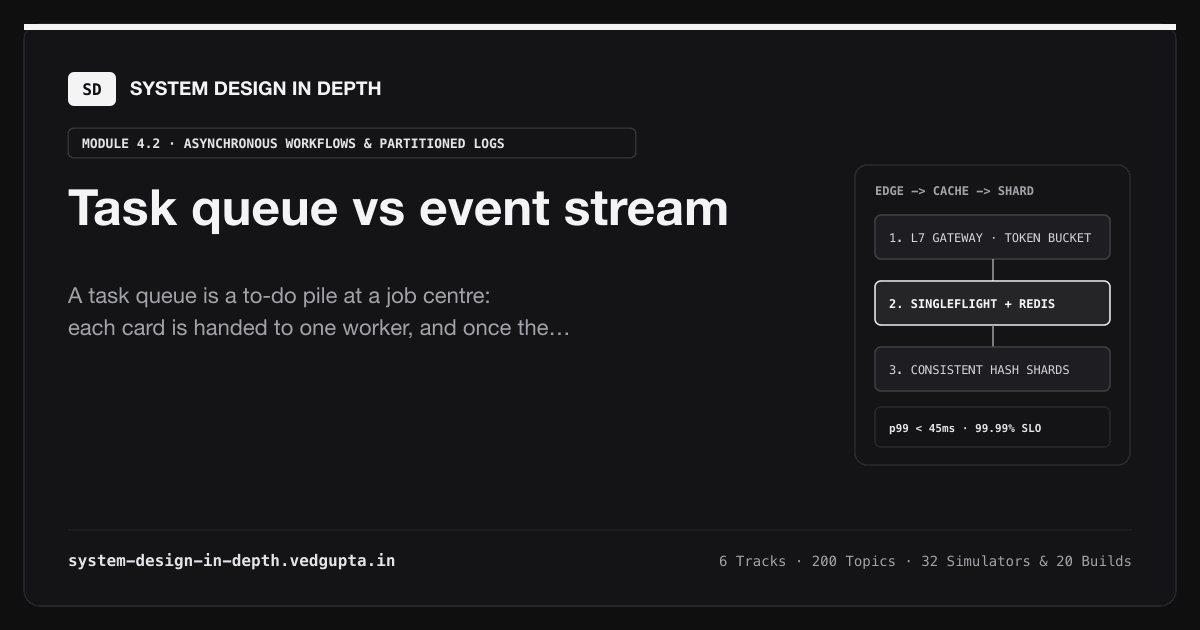 SD SYSTEM DESIGN IN DEPTH
MODULE 4.2 · ASYNCHRONOUS WORKFLOWS & PARTITIONED LOGS
Task queue vs event stream
A task queue is a to-do pile at a job centre:
each card is handed to one worker, and once the…
EDGE —> CACHE —> SHARD
1. L7 GATEWAY · TOKEN BUCKET
2. SINGLEFLIGHT + REDIS
3. CONSISTENT HASH SHARDS
p99 < 45ms · 99.99% SLO
system-design-in-depth.vedgupta.in
6 Tracks · 200 Topics · 32 Simulators & 20 Builds